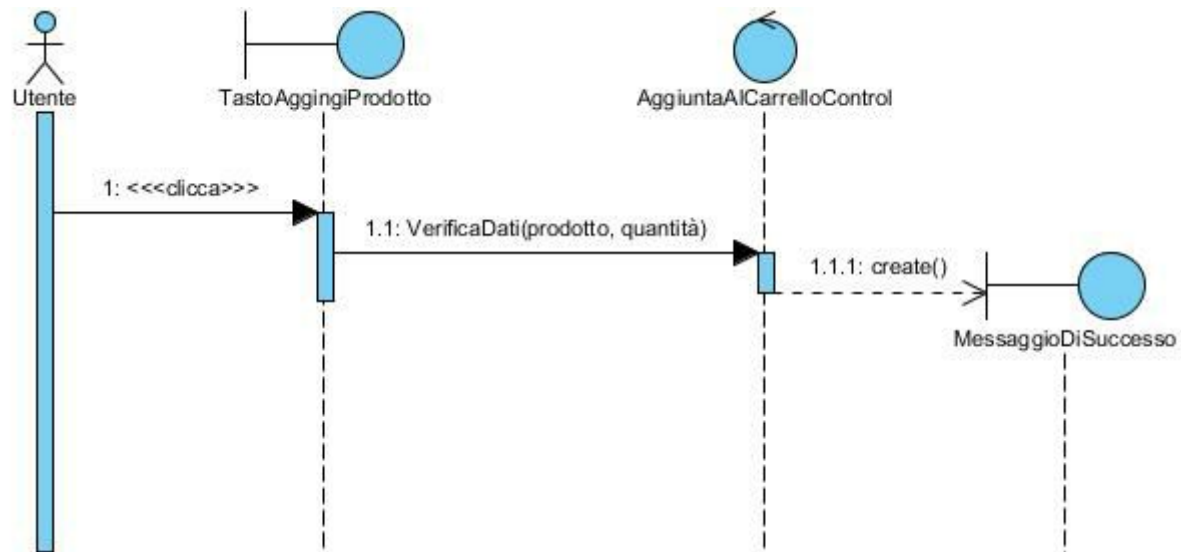 Utente
TastoAggingiProdotto
AggiuntaAlCarrelloControl
1: <<<clicca>>>
1.1: VerificaDati(prodotto, quantità)
1.1.1: create()
MessaggioDiSuccesso